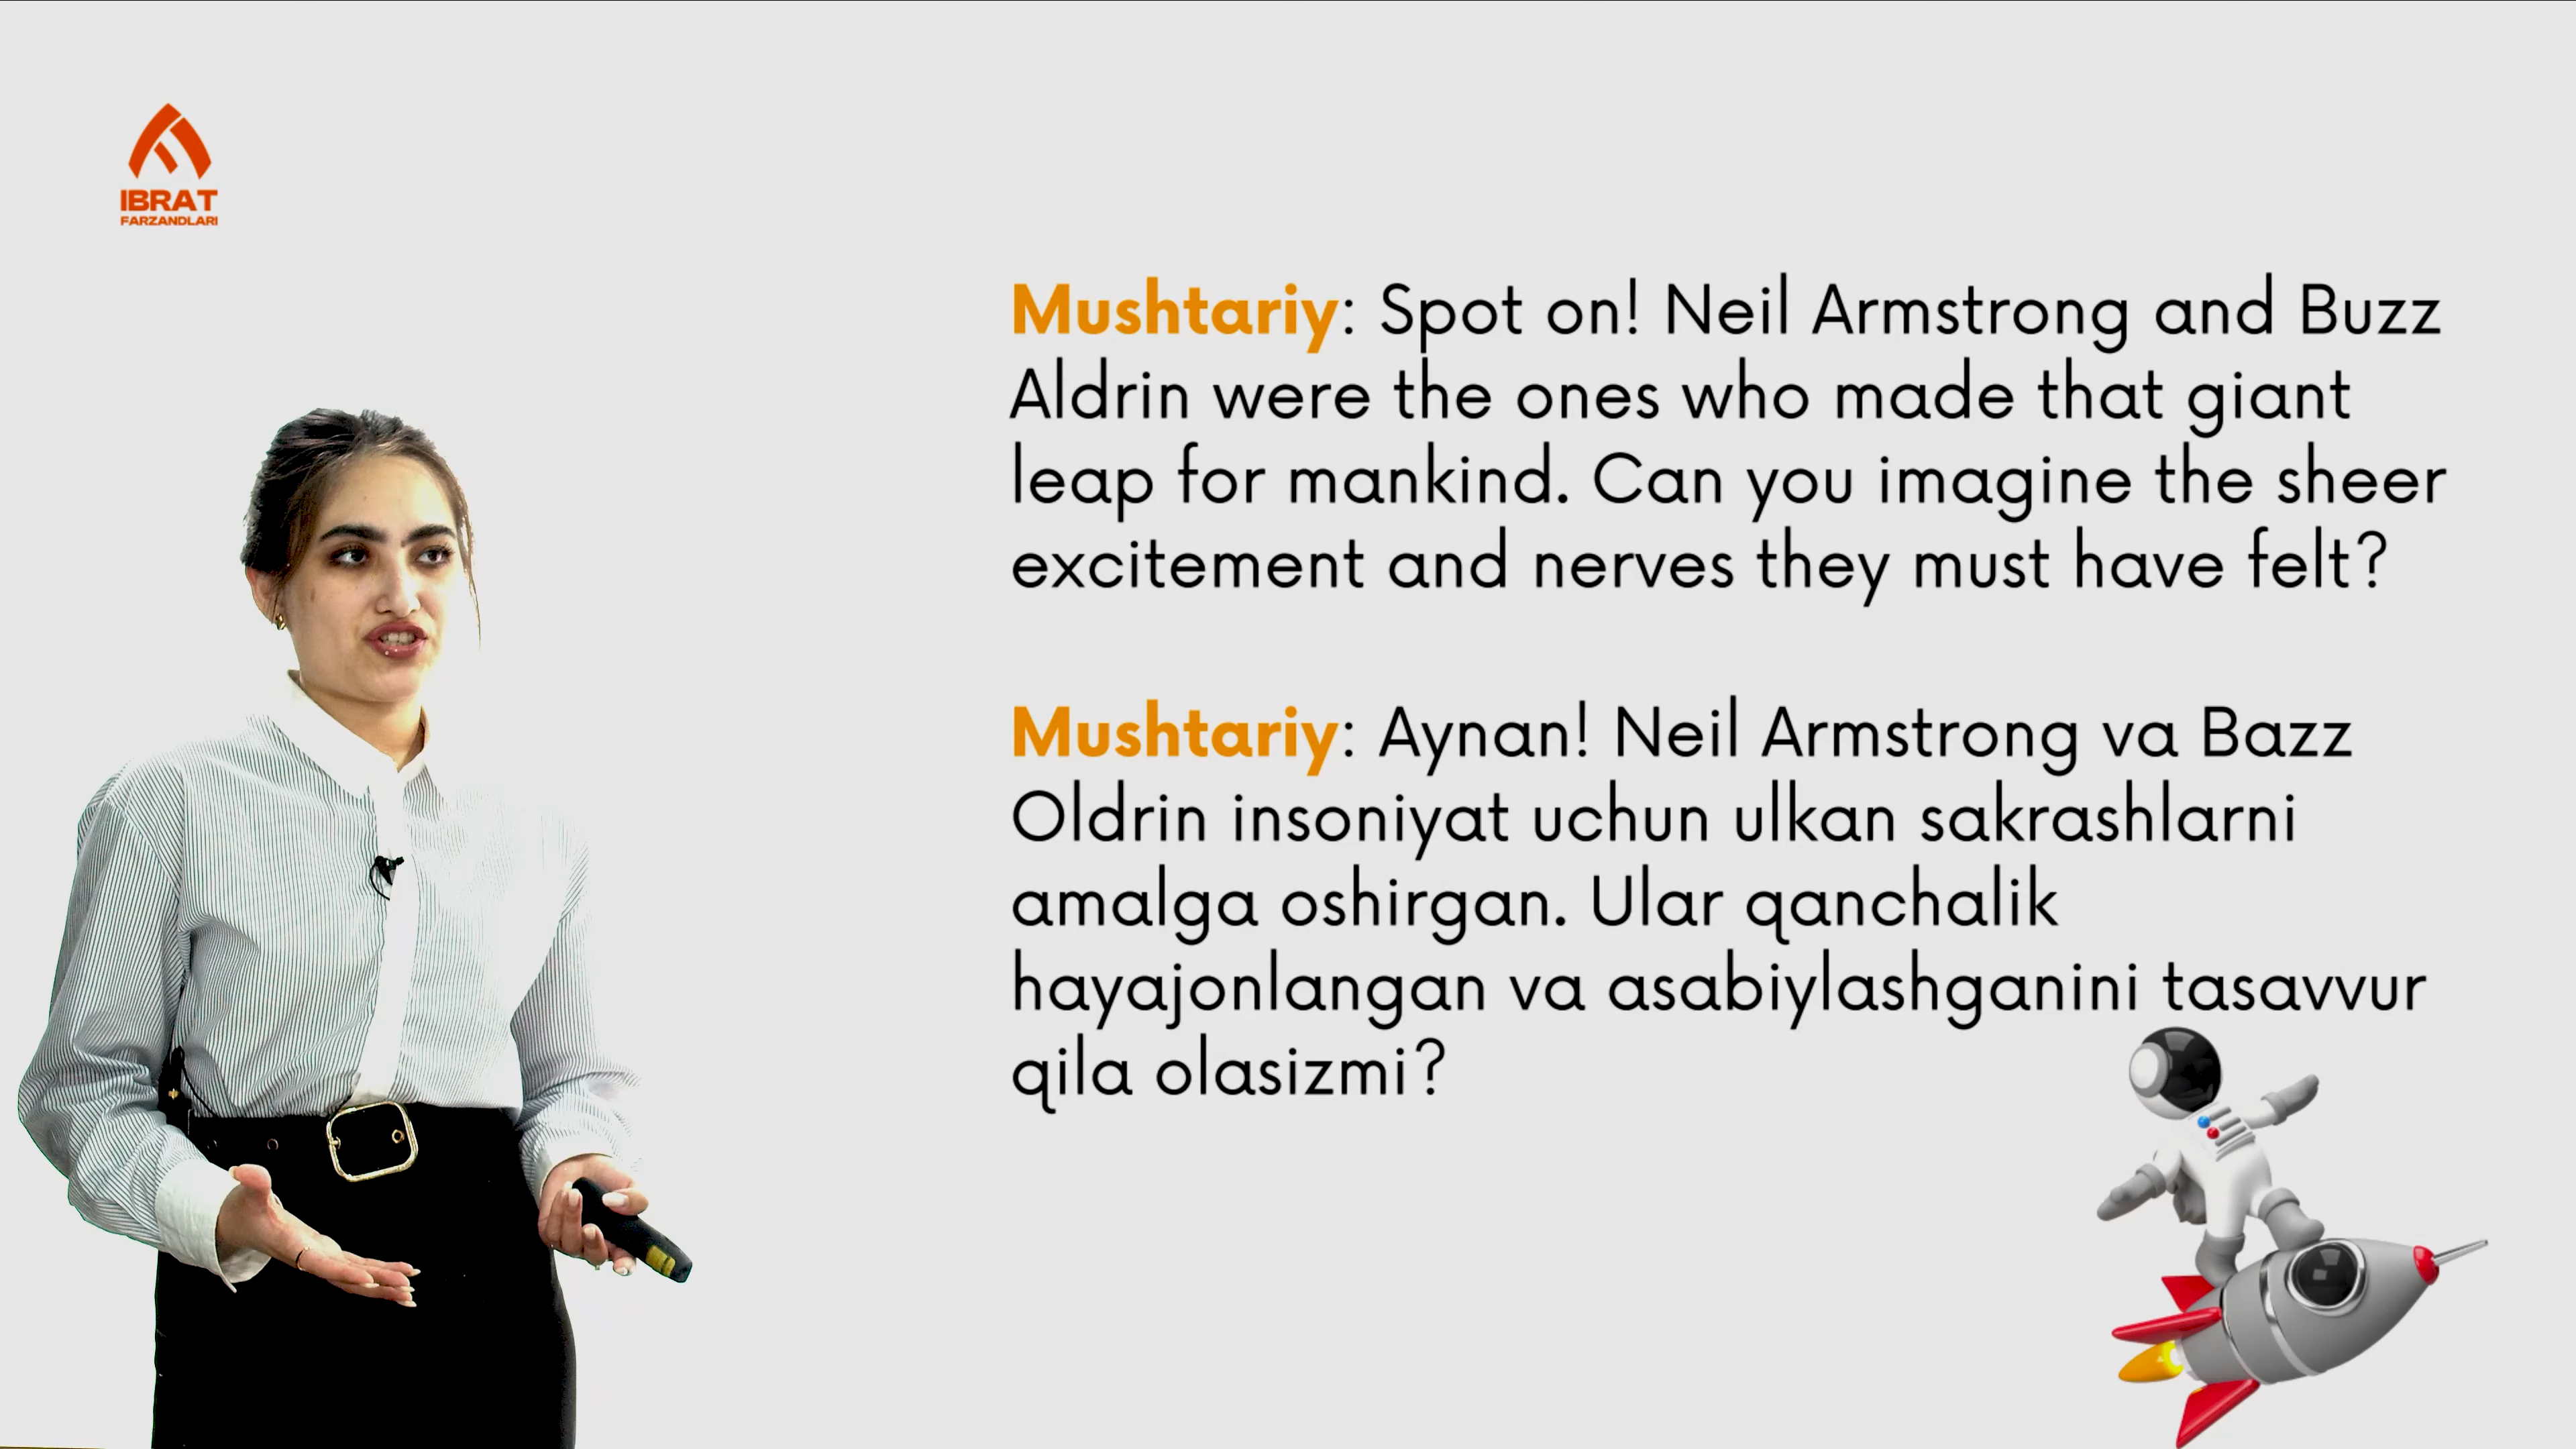 IBRAT
FARZANDLARI
Mushtariy: Spot on! Neil Armstrong and Buzz
Aldrin were the ones who made that giant
leap for mankind. Can you imagine the sheer
excitement and nerves they must have felt?
Mushtariy: Aynan! Neil Armstrong va Bazz
Oldrin insoniyat uchun ulkan sakrashlarni
amalga oshirgan. Ular qanchalik
hayajonlangan va asabiylashganini tasavvur
qila olasizmi?